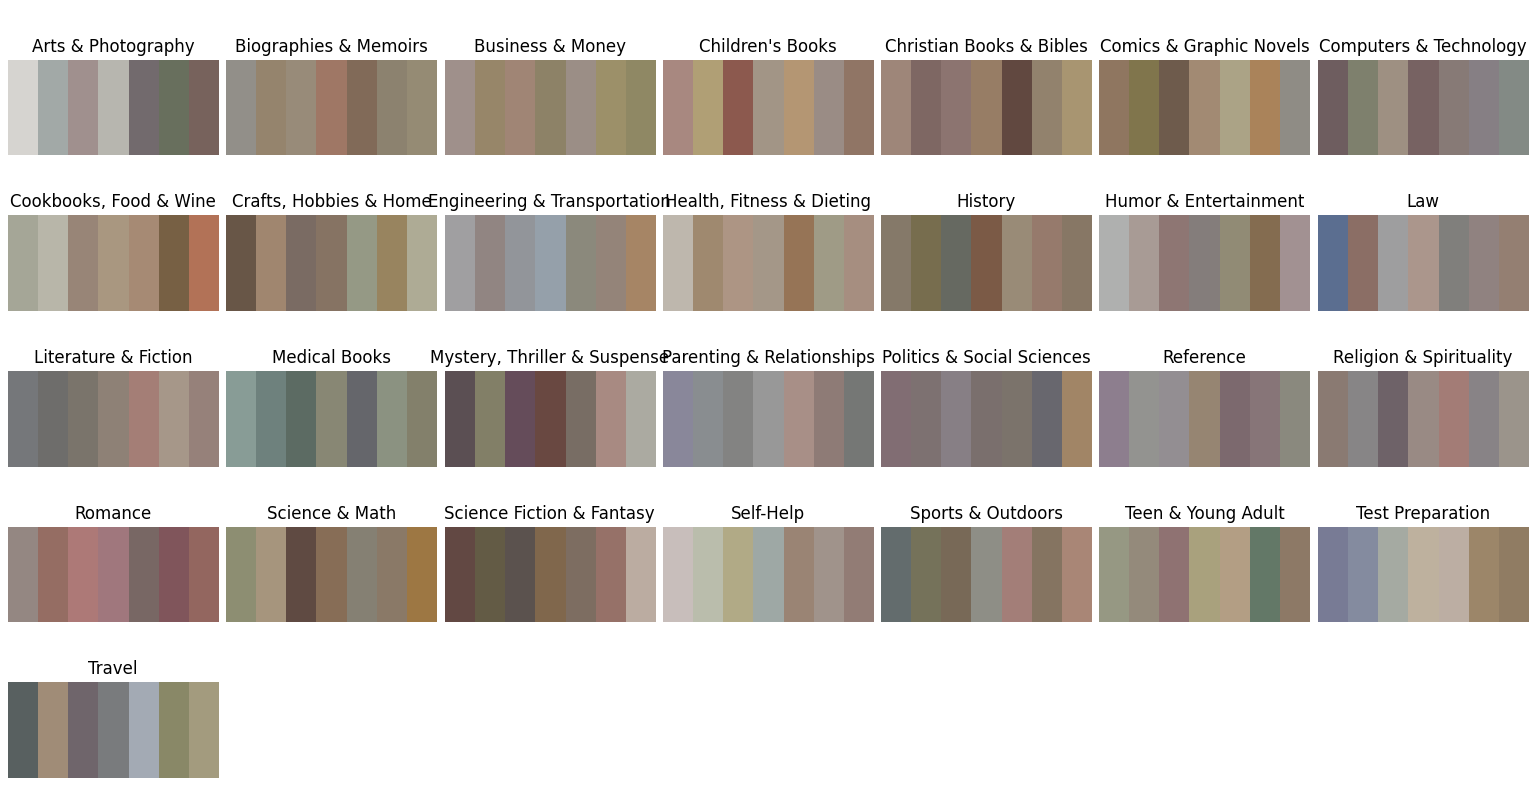 Arts & Photography
Biographies & Memoirs
Business & Money
Children's Books
Christian Books & Bibles
Comics & Graphic Novels
Computers & Technology
Cookbooks, Food & Wine
Crafts, Hobbies & Home
Engineering & Transportation
Health, Fitness & Dieting
History
Humor & Entertainment
Law
Literature & Fiction
Medical Books
Mystery, Thriller & Suspense
Parenting & Relationships
Politics & Social Sciences
Reference
Religion & Spirituality
Romance
Science & Math
Science Fiction & Fantasy
Self-Help
Sports & Outdoors
Teen & Young Adult
Test Preparation
Travel